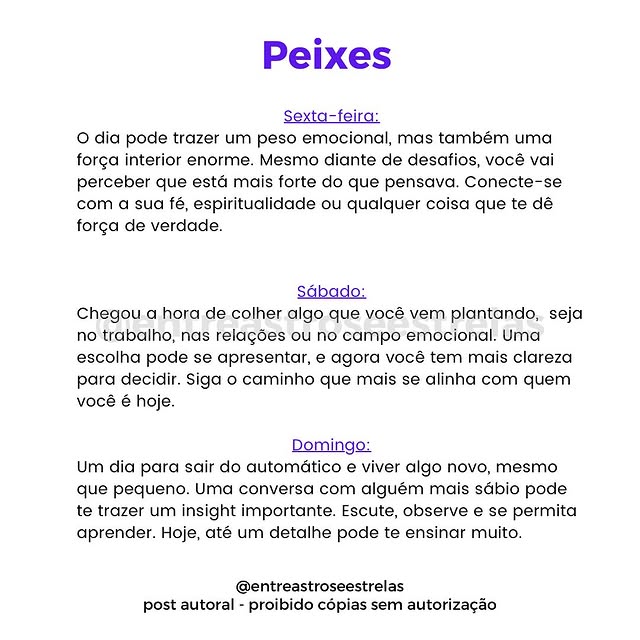 Peixes
Sexta-feira:
O dia pode trazer um peso emocional, mas também uma
força interior enorme. Mesmo diante de desafios, você vai
perceber que está mais forte do que pensava. Conecte-se
com a sua fé, espiritualidade ou qualquer coisa que te dê
força de verdade.
Sábado:
Chegou a hora de colher algo que você vem plantando,  seja
@entreastroseestrelas
no trabalho, nas relações ou no campo emocional. Uma
escolha pode se apresentar, e agora você tem mais clareza
para decidir. Siga o caminho que mais se alinha com quem
você é hoje.
Domingo:
Um dia para sair do automático e viver algo novo, mesmo
que pequeno. Uma conversa com alguém mais sábio pode
te trazer um insight importante. Escute, observe e se permita
aprender. Hoje, até um detalhe pode te ensinar muito.
@entreastroseestrelas
post autoral - proibido cópias sem autorização